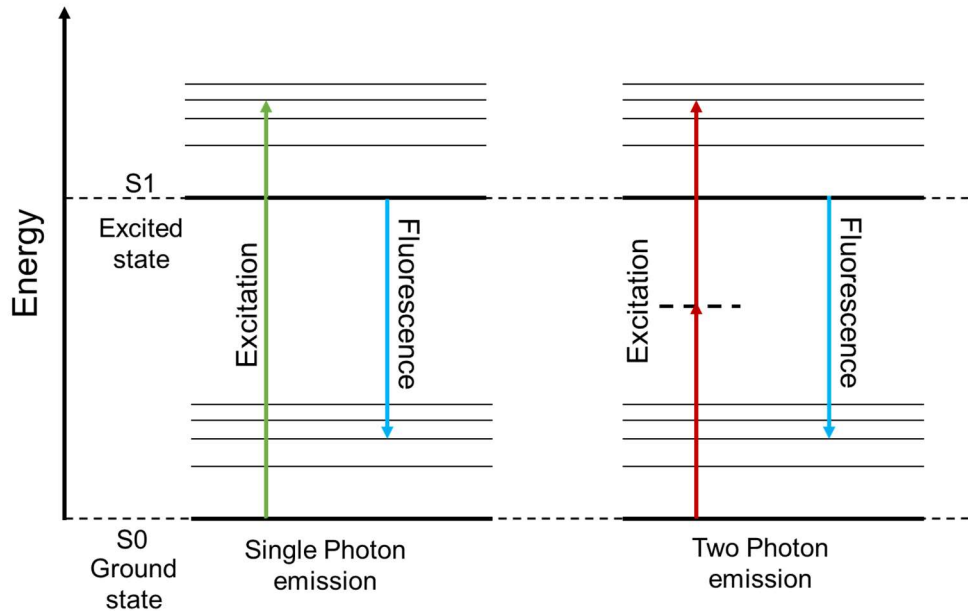 Energy
S1
Excited
state
Excitation
Fluorescence
Excitation
Fluorescence
S0
Ground
state
Single Photon
emission
Two Photon
emission